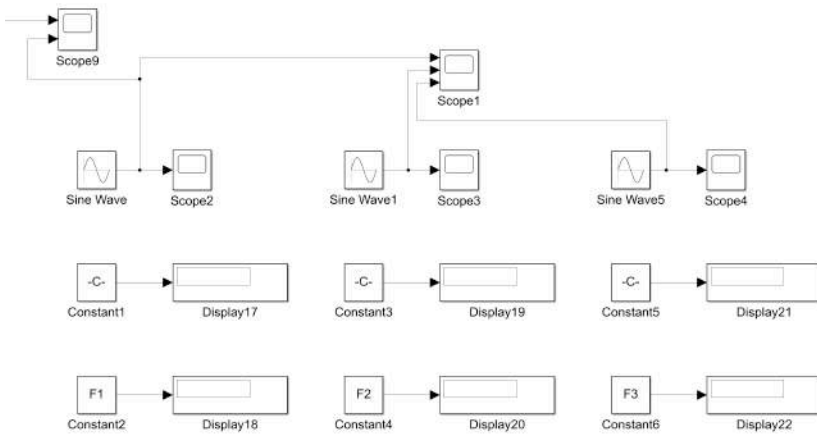 Scope9
Scope1
Sine Wave
Scope2
Sine Wave1
Scope3
Sine Wave5
Scope4
-C-
-C-
-C-
Constant1
Display17
Constant3
Display19
Constant5
Display21
F1
F2
F3
Constant2
Display18
Constant4
Display20
Constant6
Display22